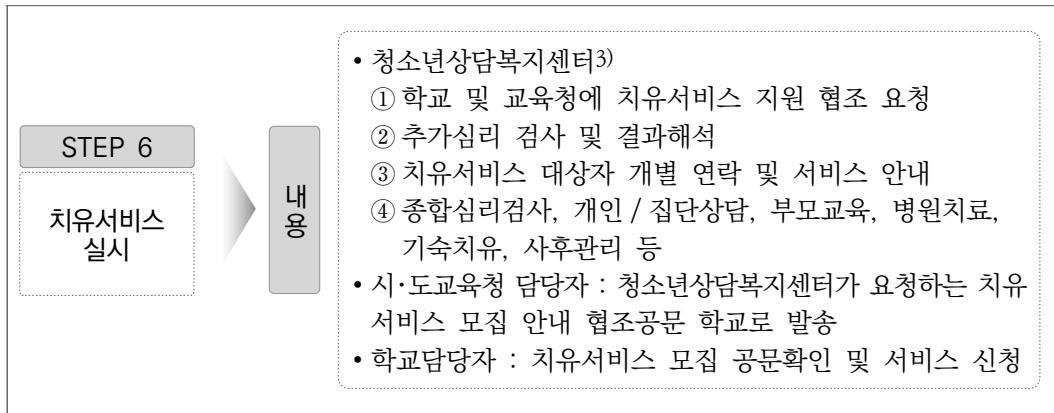 STEP 6
치유서비스
실시
내
용
• 청소년상담복지센터3)
① 학교 및 교육청에 치유서비스 지원 협조 요청
② 추가심리 검사 및 결과해석
③ 치유서비스 대상자 개별 연락 및 서비스 안내
④ 종합심리검사, 개인 / 집단상담, 부모교육, 병원치료,
기숙치유, 사후관리 등
• 시·도교육청 담당자 : 청소년상담복지센터가 요청하는 치유
서비스 모집 안내 협조공문 학교로 발송
• 학교담당자 : 치유서비스 모집 공문확인 및 서비스 신청